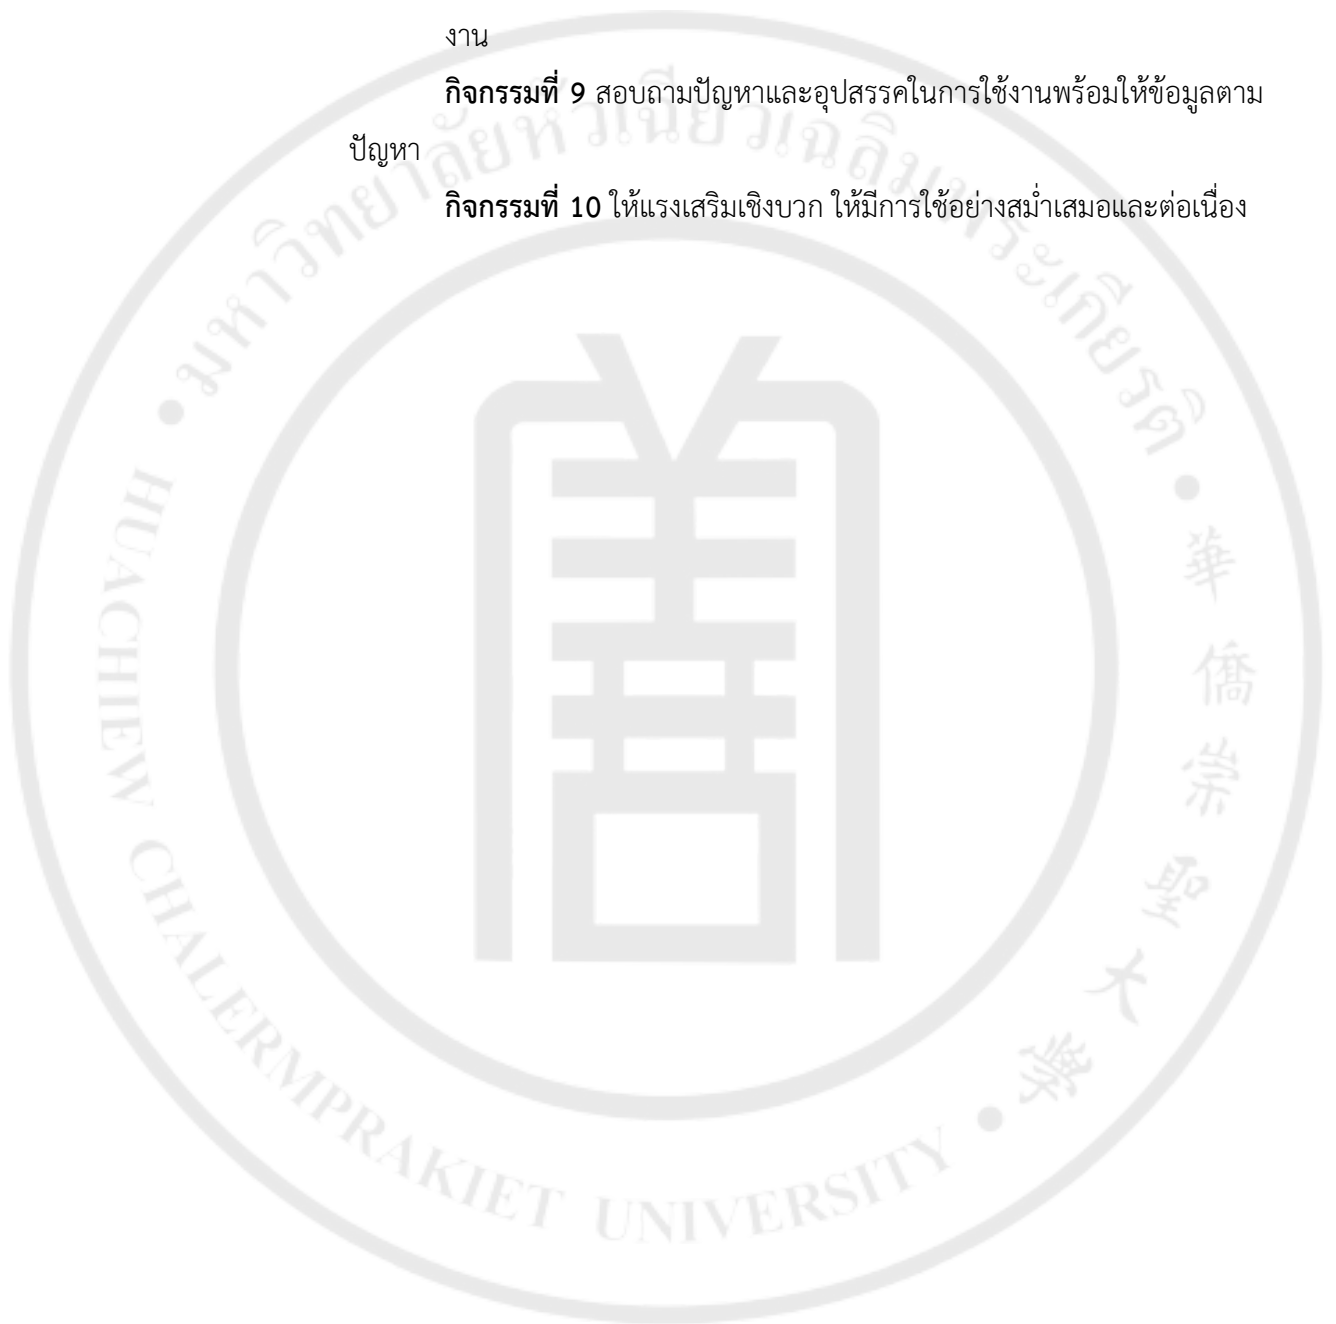 งาน
กิจกรรมที่ 9 สอบถามปัญหาและอุปสรรคในการใช้งานพร้อมให้ข้อมูลตาม
ปัญหา
กิจกรรมที่ 10 ให้แรงเสริมเชิงบวก ให้มีการใช้อย่างสม่ำเสมอและต่อเนื่อง
มหาวิทยาลัยหัวเฉียวเฉลิมพระเกียรติ
華僑崇聖大學
HUACHIEW CHALERMPRAKIET UNIVERSITY